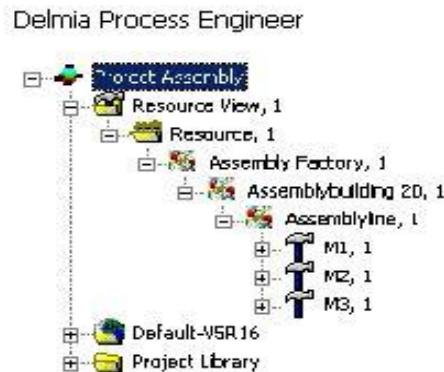 Delmia Process Engineer
Project Assembly
Resource View, 1
Resource, 1
Assembly Factory, 1
Assemblybuilding 20, 1
Assemblyline, 1
M1, 1
M2, 1
M3, 1
Default-V5R16
Project Library